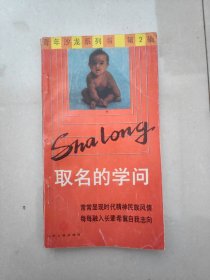 青年沙龙系列书 第2辑
Shalong
取名的学问
常常显现时代精神民族风情
每每融入长辈希冀自我志向